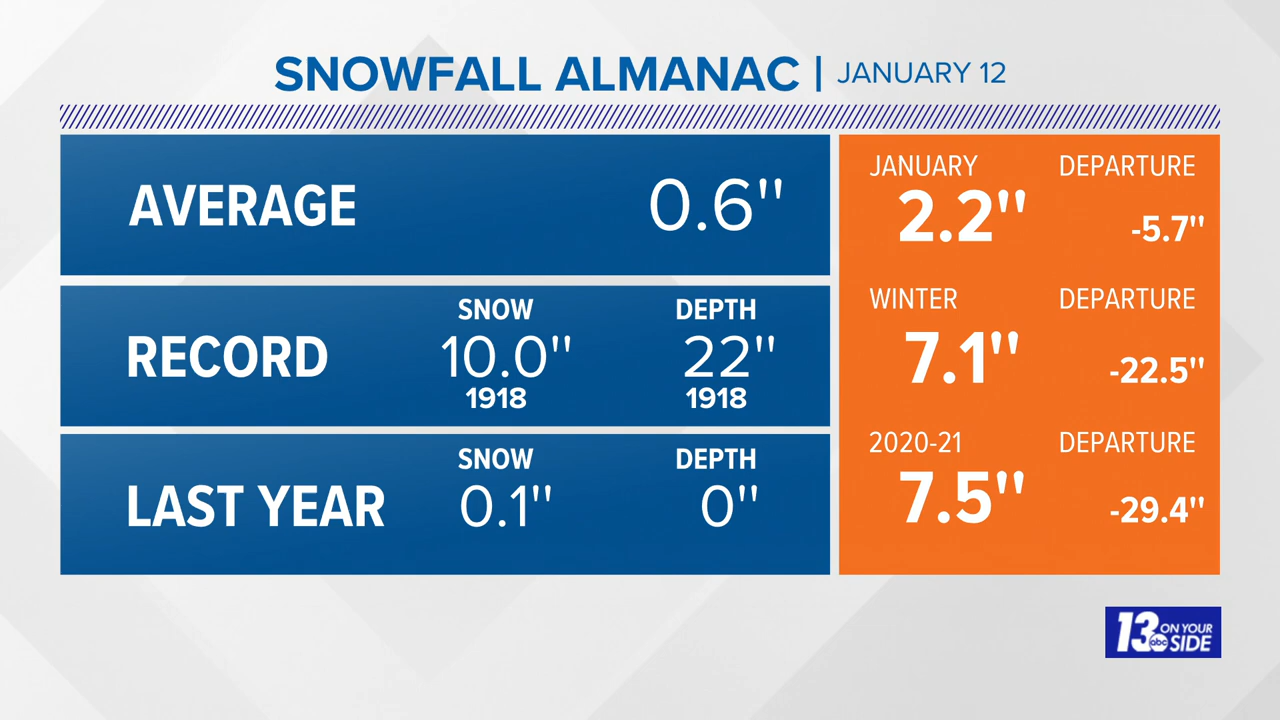 SNOWFALL ALMANAC | JANUARY 12
AVERAGE 0.6"
RECORD
SNOW DEPTH
10.0" 22"
1918 1918
LAST YEAR
SNOW DEPTH
0.1" 0"
JANUARY DEPARTURE
2.2" -5.7"
WINTER DEPARTURE
7.1" -22.5"
2020-21 DEPARTURE
7.5" -29.4"
13 abc ON YOUR
SIDE